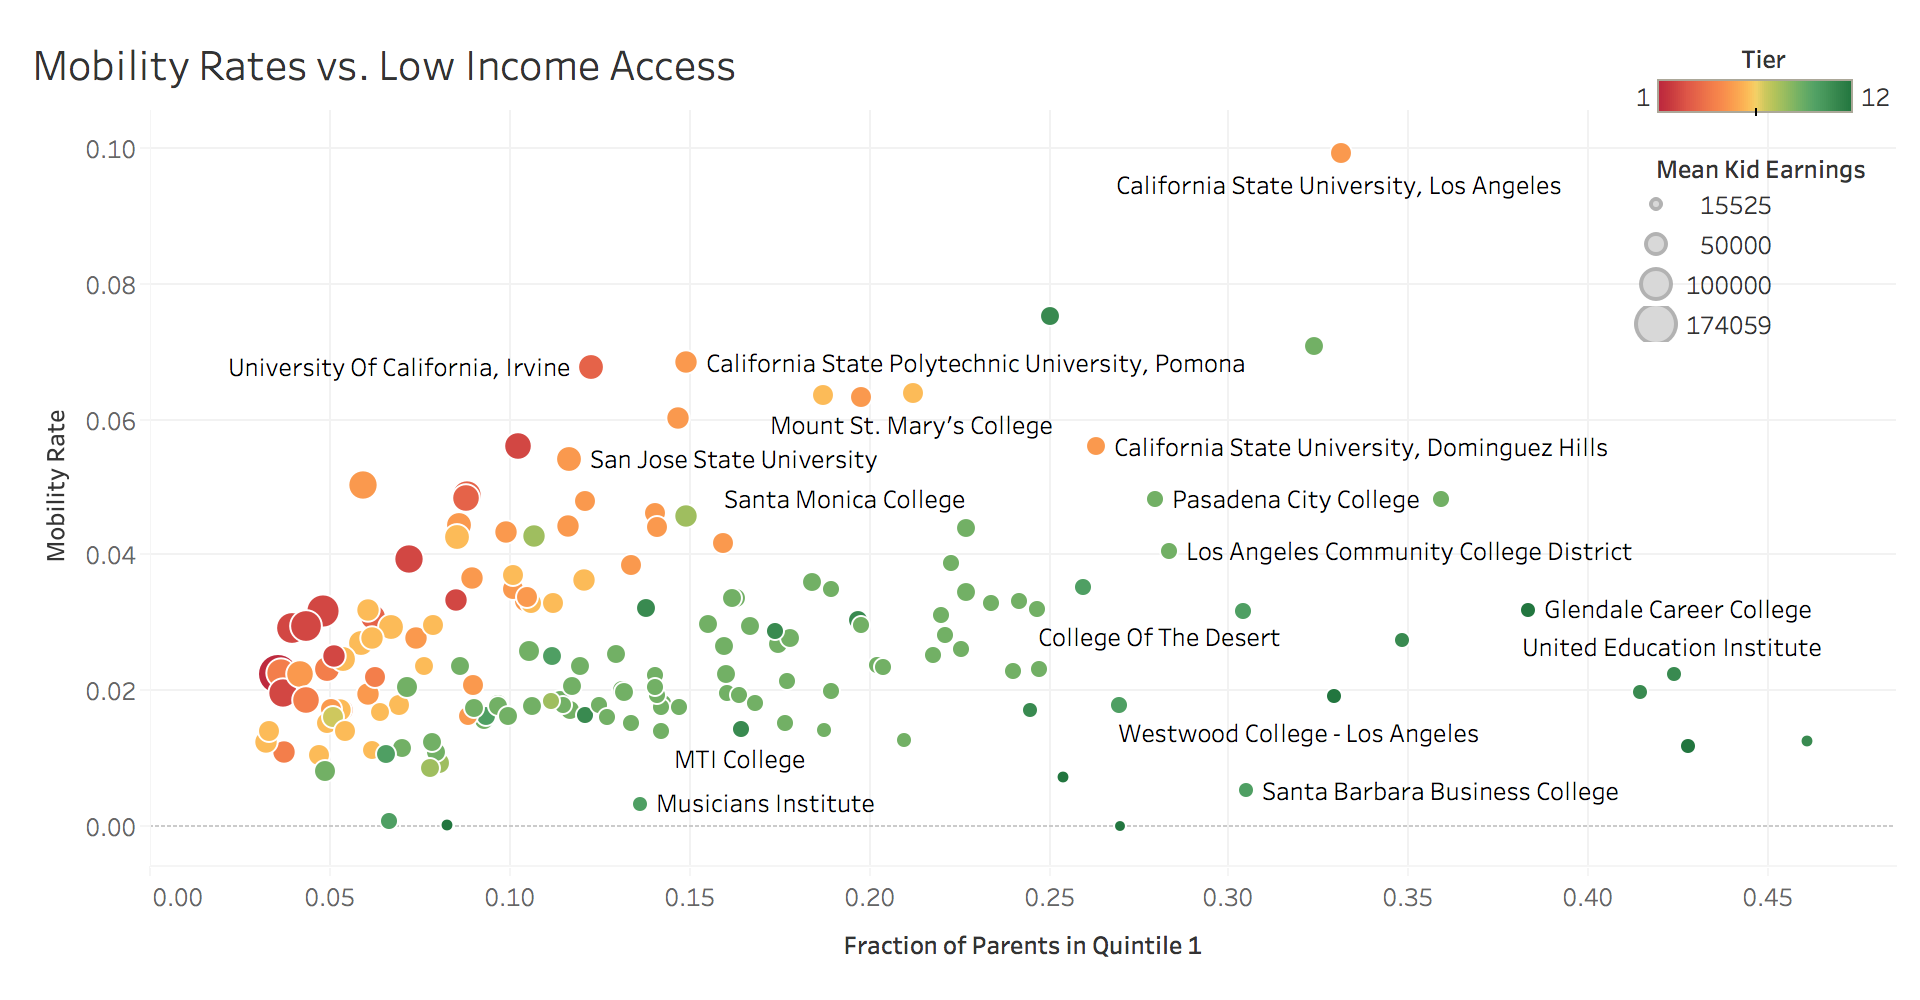 Mobility Rates vs. Low Income Access
Tier
1
12
Mean Kid Earnings
15525
50000
100000
174059
Mobility Rate
0.10
0.08
0.06
0.04
0.02
0.00
California State University, Los Angeles
University Of California, Irvine
California State Polytechnic University, Pomona
Mount St. Mary’s College
California State University, Dominguez Hills
San Jose State University
Santa Monica College
Pasadena City College
Los Angeles Community College District
Glendale Career College
College Of The Desert
United Education Institute
Westwood College - Los Angeles
MTI College
Santa Barbara Business College
Musicians Institute
0.00
0.05
0.10
0.15
0.20
0.25
0.30
0.35
0.40
0.45
Fraction of Parents in Quintile 1